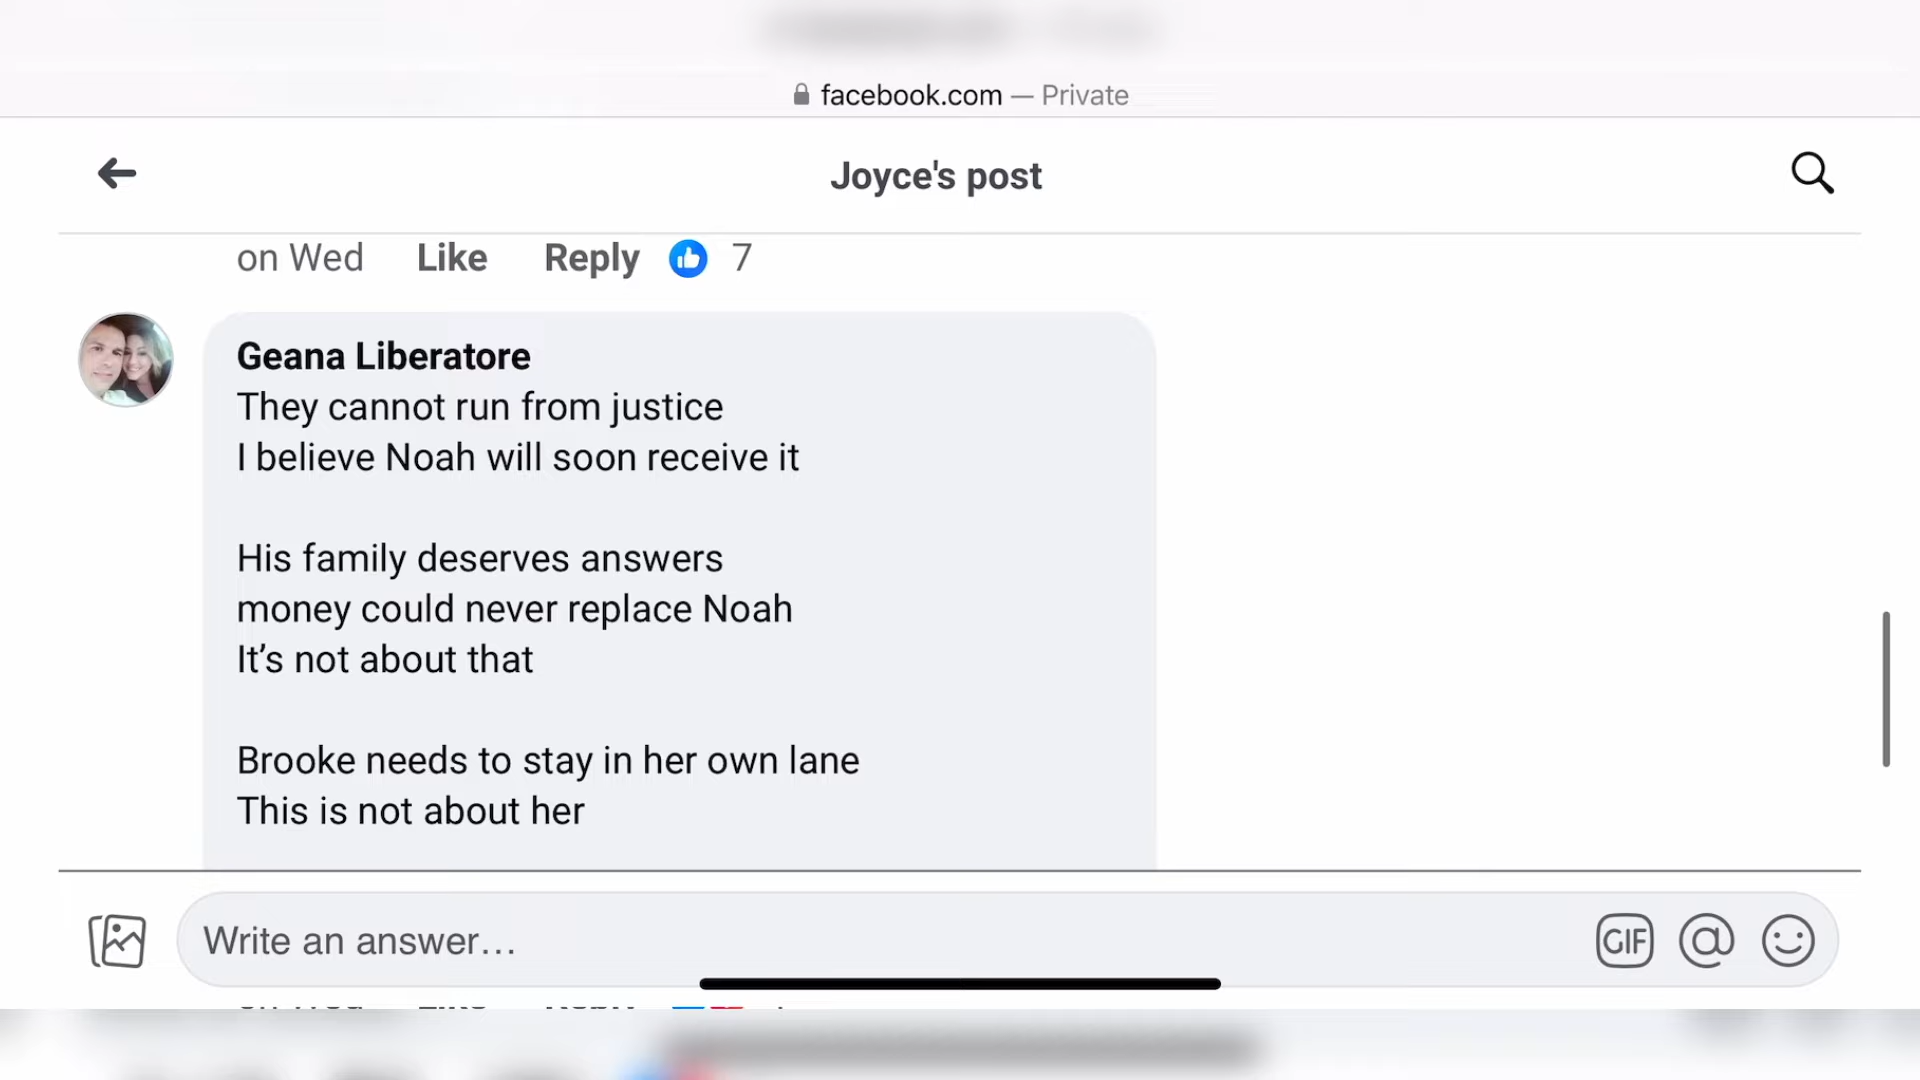 facebook.com — Private
Joyce's post
on Wed Like Reply 7
Geana Liberatore
They cannot run from justice
I believe Noah will soon receive it
His family deserves answers
money could never replace Noah
It’s not about that
Brooke needs to stay in her own lane
This is not about her
Write an answer…
GIF